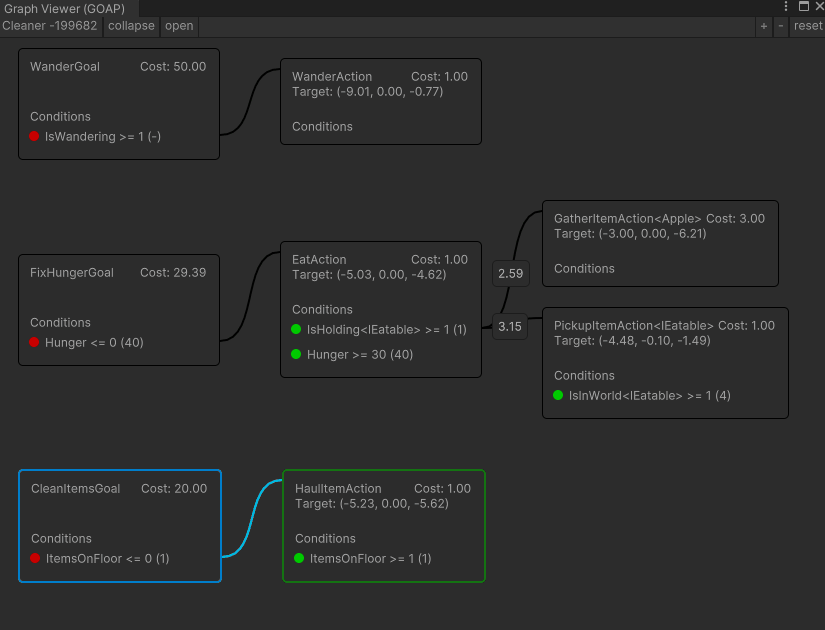 Graph Viewer (GOAP)
Cleaner -199682 collapse open + - reset
WanderGoal Cost: 50.00
Conditions
IsWandering >= 1 (-)
WanderAction Cost: 1.00
Target: (-9.01, 0.00, -0.77)
Conditions
FixHungerGoal Cost: 29.39
Conditions
Hunger <= 0 (40)
EatAction Cost: 1.00
Target: (-5.03, 0.00, -4.62)
Conditions
IsHolding<IEatable> >= 1 (1)
Hunger >= 30 (40)
2.59
3.15
GatherItemAction<Apple> Cost: 3.00
Target: (-3.00, 0.00, -6.21)
Conditions
PickupItemAction<IEatable> Cost: 1.00
Target: (-4.48, -0.10, -1.49)
Conditions
IsInWorld<IEatable> >= 1 (4)
CleanItemsGoal Cost: 20.00
Conditions
ItemsOnFloor <= 0 (1)
HaulItemAction Cost: 1.00
Target: (-5.23, 0.00, -5.62)
Conditions
ItemsOnFloor >= 1 (1)